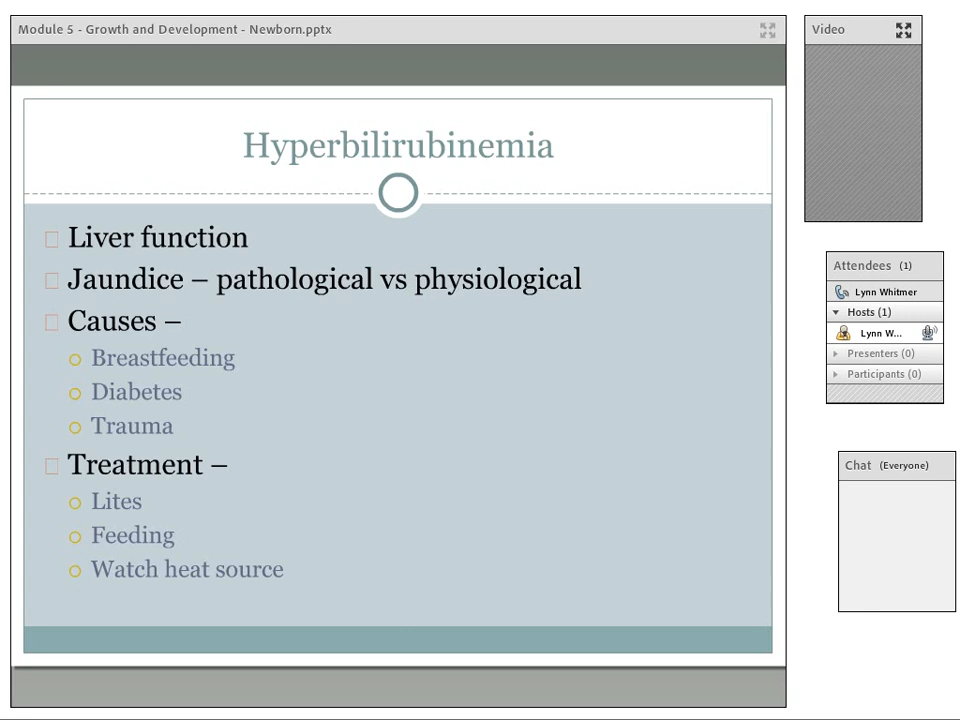 Module 5 - Growth and Development - Newborn.pptx
Hyperbilirubinemia
Liver function
Jaundice – pathological vs physiological
Causes –
Breastfeeding
Diabetes
Trauma
Treatment –
Lites
Feeding
Watch heat source
Video
Attendees (1)
Lynn Whitmer
Hosts (1)
Lynn W...
Presenters (0)
Participants (0)
Chat (Everyone)